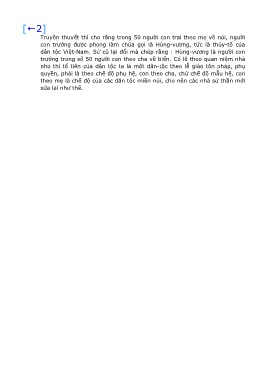 [←2]
Truyền thuyết thì cho rằng trong 50 người con trai theo mẹ về núi, người
con trưởng được phong làm chúa gọi là Hùng-vương, tức là thủy-tổ của
dân tộc Việt-Nam. Sử cũ lại đổi mà chép rằng : Hùng-vương là người con
trưởng trong số 50 người con theo cha về biển. Có lẽ theo quan niệm nhà
nho thì tổ tiên của dân tộc ta là một dân-tộc theo lễ giáo tôn pháp, phụ
quyền, phải là theo chế độ phụ hệ, con theo cha, chứ chế độ mẫu hệ, con
theo mẹ là chế độ của các dân tộc miền núi, cho nên các nhà sử thần mới
sửa lại như thế.